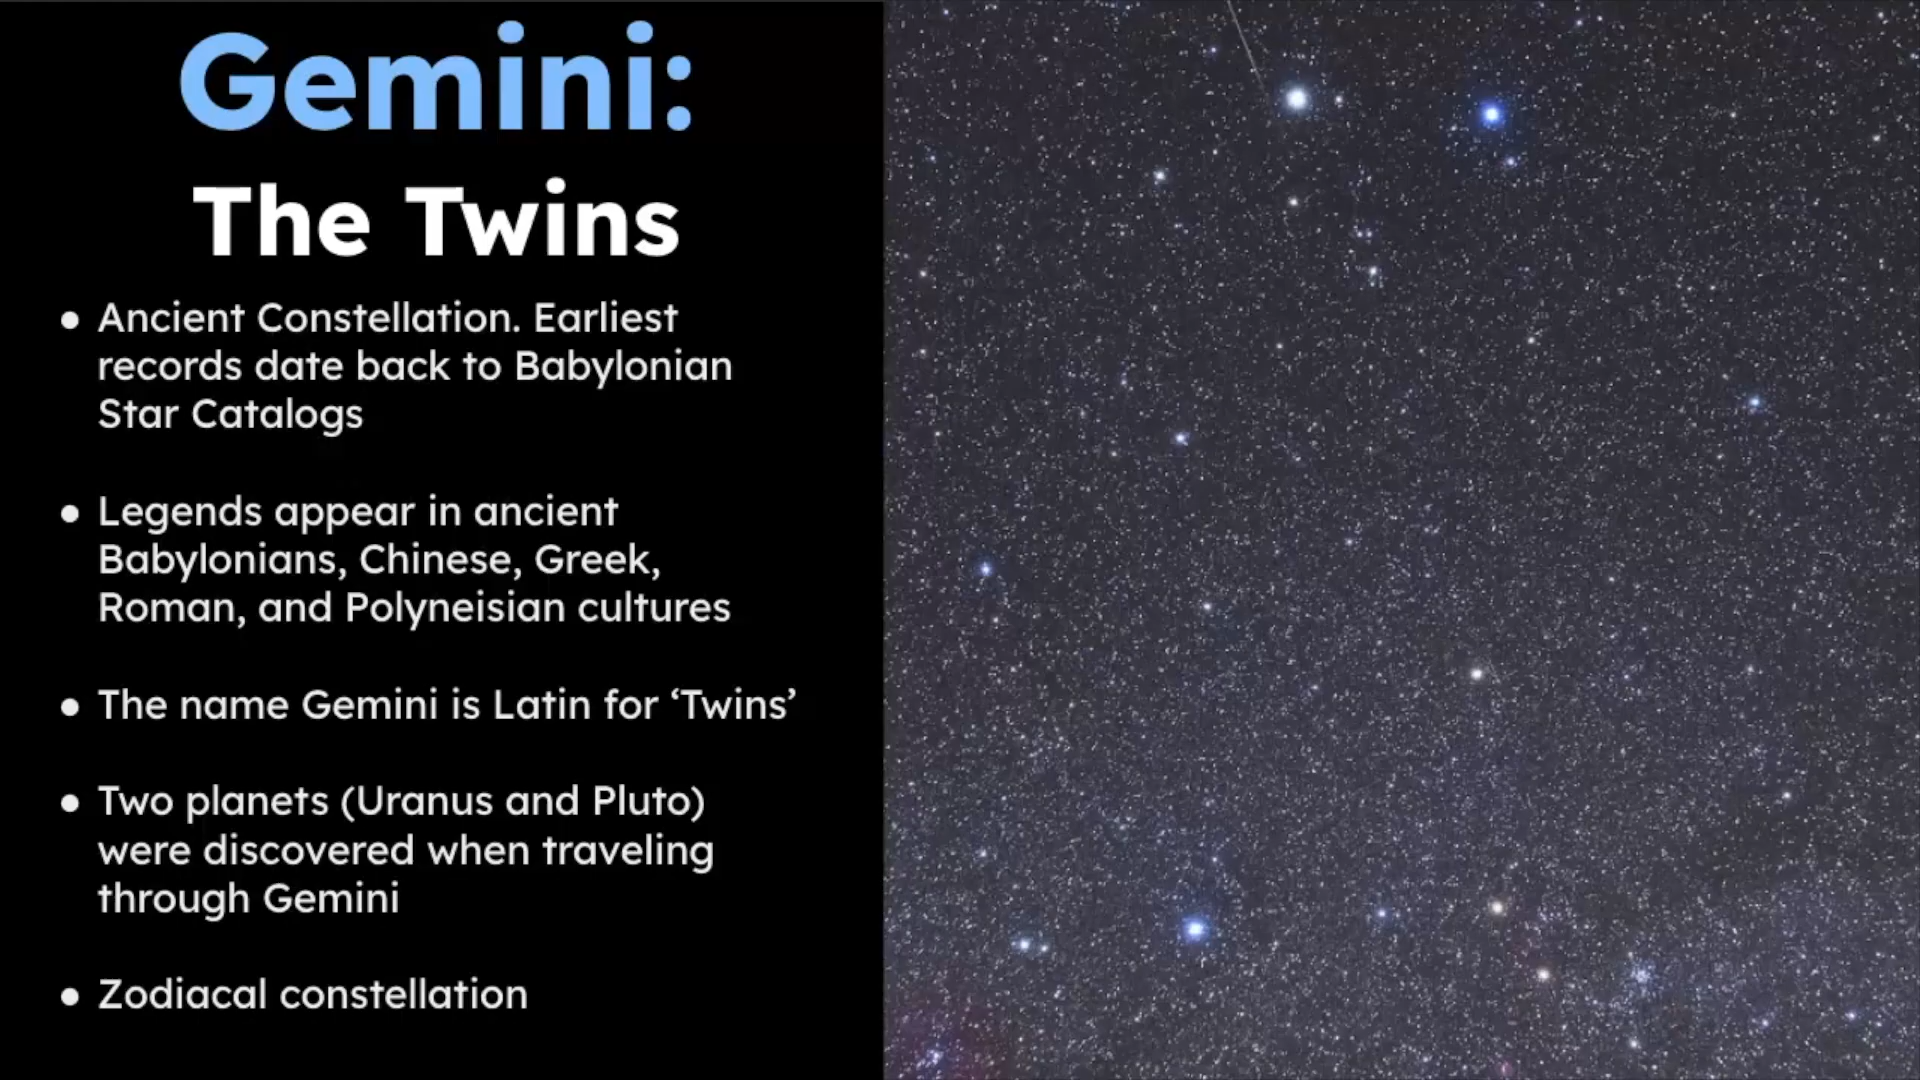 Gemini:
The Twins
● Ancient Constellation. Earliest
records date back to Babylonian
Star Catalogs
● Legends appear in ancient
Babylonians, Chinese, Greek,
Roman, and Polyneisian cultures
● The name Gemini is Latin for ‘Twins’
● Two planets (Uranus and Pluto)
were discovered when traveling
through Gemini
● Zodiacal constellation